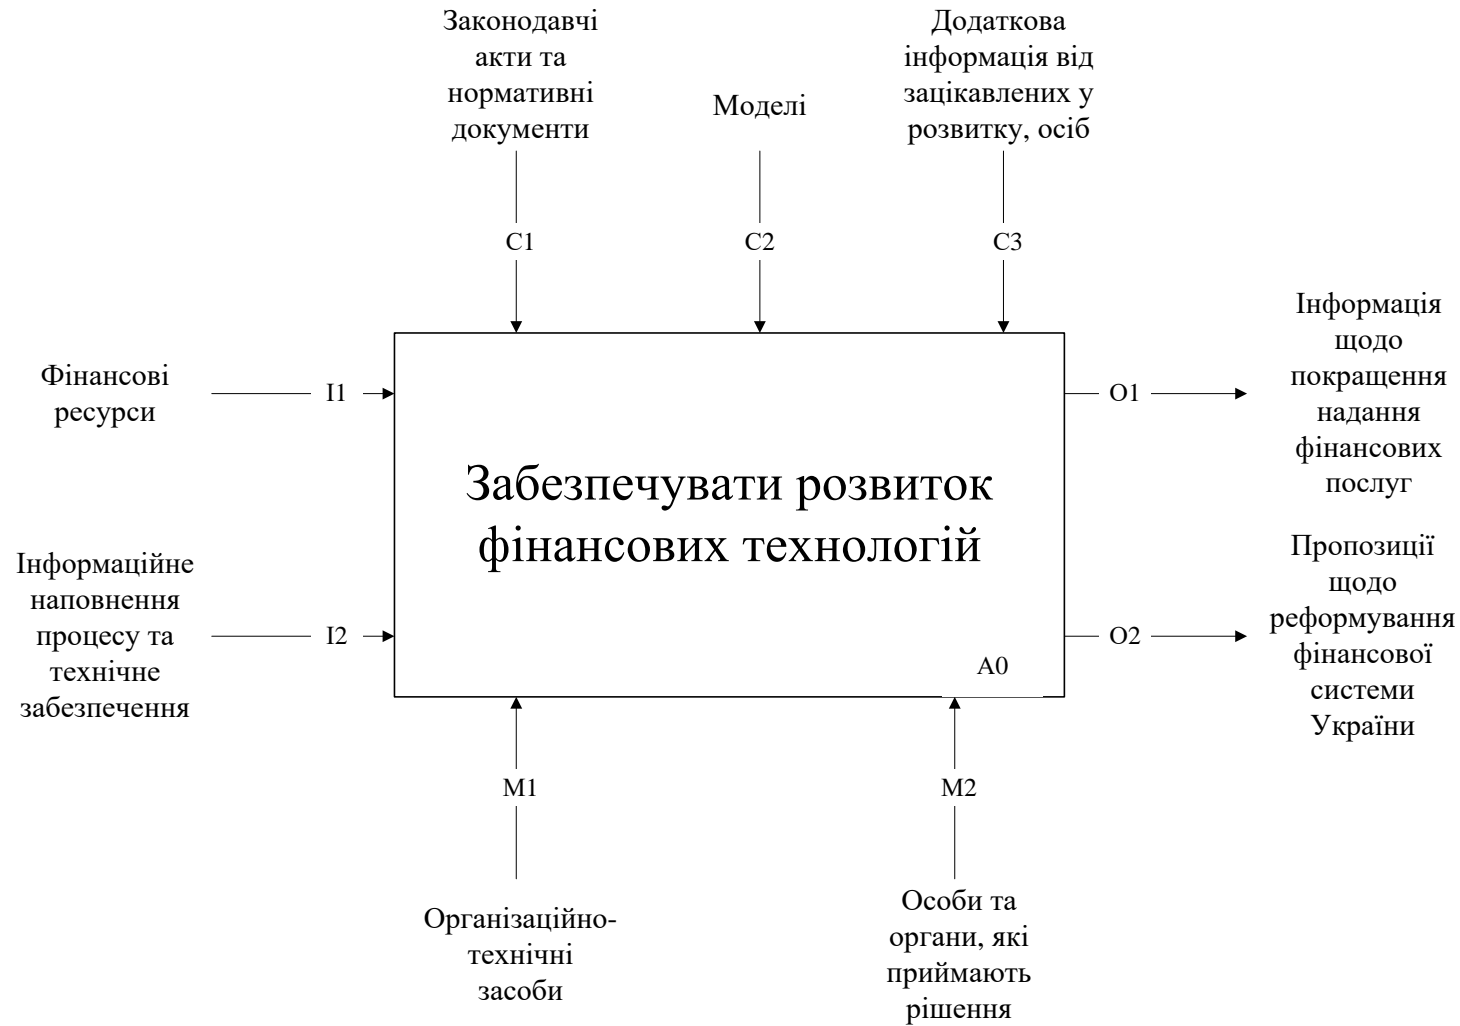 Законодавчі
акти та
нормативні
документи
Моделі
Додаткова
інформація від
зацікавлених у
розвитку, осіб
C1
C2
C3
Фінансові
ресурси
I1
Інформаційне
наповнення
процесу та
технічне
забезпечення
I2
Забезпечувати розвиток
фінансових технологій
A0
O1
Інформація
щодо
покращення
надання
фінансових
послуг
O2
Пропозиції
щодо
реформування
фінансової
системи
України
M1
M2
Організаційно-
технічні
засоби
Особи та
органи, які
приймають
рішення